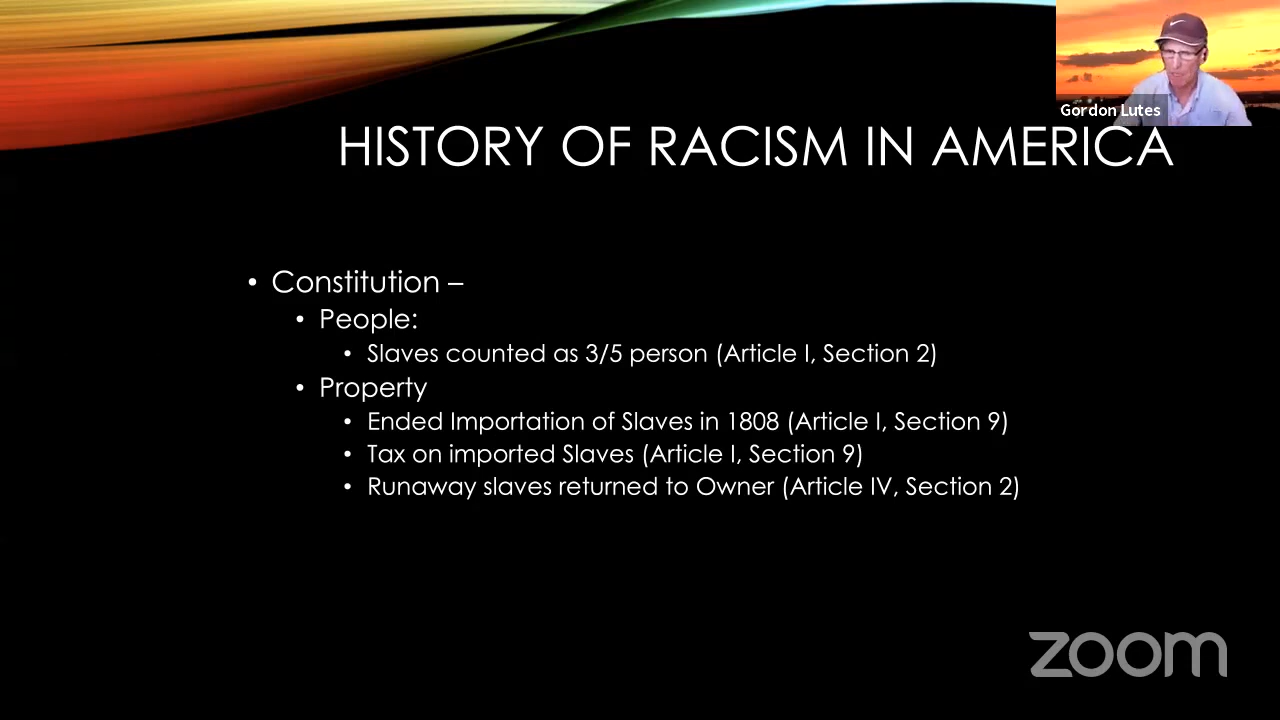 Gordon Lutes
HISTORY OF RACISM IN AMERICA
• Constitution –
• People:
• Slaves counted as 3/5 person (Article I, Section 2)
• Property
• Ended Importation of Slaves in 1808 (Article I, Section 9)
• Tax on imported Slaves (Article I, Section 9)
• Runaway slaves returned to Owner (Article IV, Section 2)
zoom